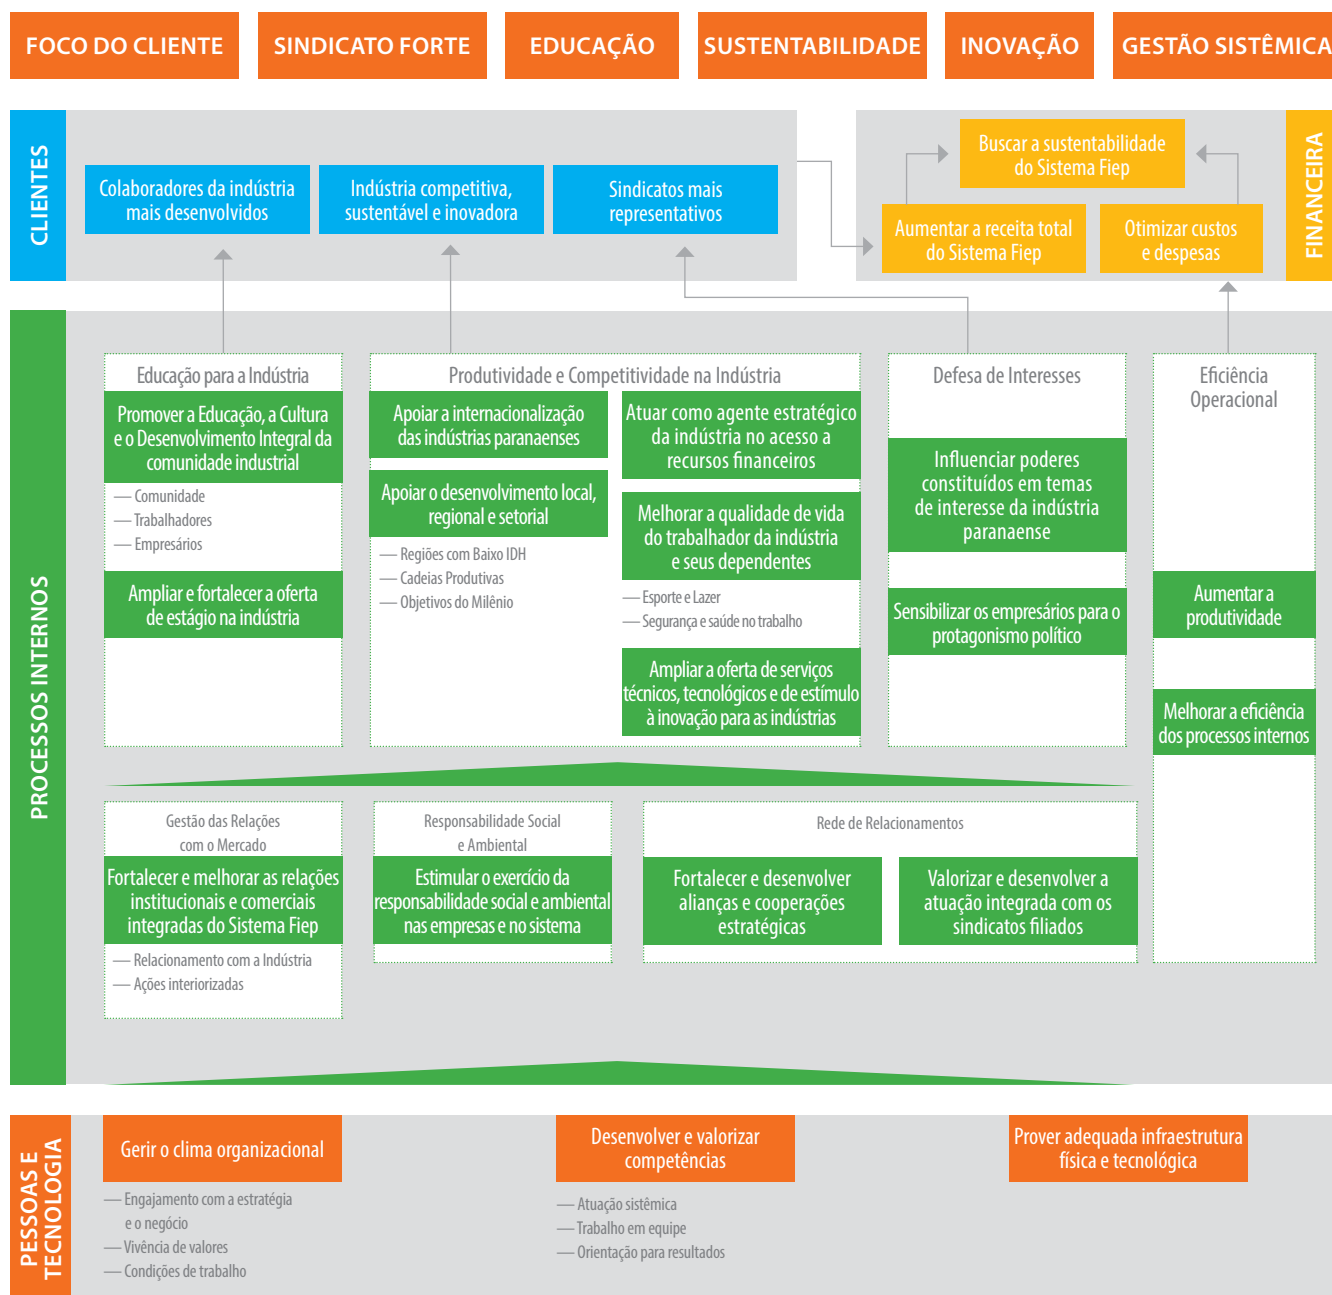 FOCO DO CLIENTE
SINDICATO FORTE
EDUCAÇÃO
SUSTENTABILIDADE
INOVAÇÃO
GESTÃO SISTÊMICA
CLIENTES
Colaboradores da indústria
mais desenvolvidos
Indústria competitiva,
sustentável e inovadora
Sindicatos mais
representativos
FINANCEIRA
Buscar a sustentabilidade
do Sistema Fiep
Aumentar a receita total
do Sistema Fiep
Otimizar custos
e despesas
PROCESSOS INTERNOS
Educação para a Indústria
Promover a Educação, a Cultura
e o Desenvolvimento Integral da
comunidade industrial
— Comunidade
— Trabalhadores
— Empresários
Ampliar e fortalecer a oferta
de estágio na indústria
Produtividade e Competitividade na Indústria
Apoiar a internacionalização
das indústrias paranaenses
Apoiar o desenvolvimento local,
regional e setorial
— Regiões com Baixo IDH
— Cadeias Produtivas
— Objetivos do Milênio
Atuar como agente estratégico
da indústria no acesso a
recursos financeiros
Melhorar a qualidade de vida
do trabalhador da indústria
e seus dependentes
— Esporte e Lazer
— Segurança e saúde no trabalho
Ampliar a oferta de serviços
técnicos, tecnológicos e de estímulo
à inovação para as indústrias
Defesa de Interesses
Influenciar poderes
constituídos em temas
de interesse da indústria
paranaense
Sensibilizar os empresários para o
protagonismo político
Eficiência
Operacional
Aumentar a
produtividade
Melhorar a eficiência
dos processos internos
Gestão das Relações
com o Mercado
Fortalecer e melhorar as relações
institucionais e comerciais
integradas do Sistema Fiep
— Relacionamento com a Indústria
— Ações interiorizadas
Responsabilidade Social
e Ambiental
Estimular o exercício da
responsabilidade social e ambiental
nas empresas e no sistema
Rede de Relacionamentos
Fortalecer e desenvolver
alianças e cooperações
estratégicas
Valorizar e desenvolver a
atuação integrada com os
sindicatos filiados
PESSOAS E
TECNOLOGIA
Gerir o clima organizacional
— Engajamento com a estratégia
e o negócio
— Vivência de valores
— Condições de trabalho
Desenvolver e valorizar
competências
— Atuação sistêmica
— Trabalho em equipe
— Orientação para resultados
Prover adequada infraestrutura
física e tecnológica